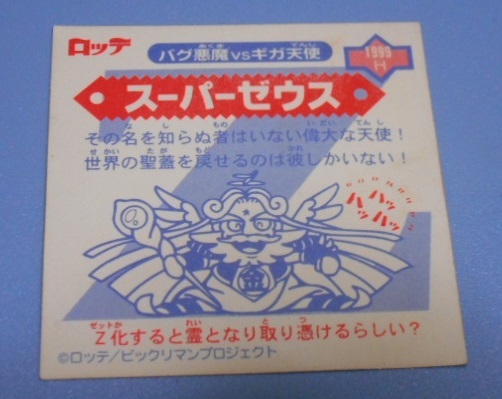 ロッテ
バグ悪魔vsギガ天使
1999
H
スーパーゼウス
その名を知らぬ者はいない偉大な天使！
世界の聖蓋を戻せるのは彼しかいない！
ハッ
ハッハッ
金
Z化すると霊となり取り憑けるらしい？
©ロッテ/ビックリマンプロジェクト